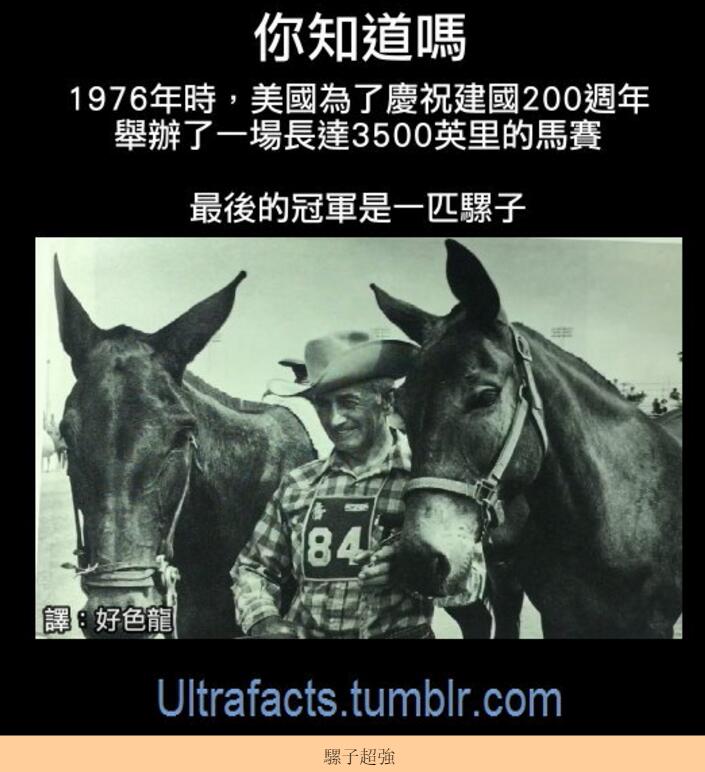 你知道嗎
1976年時，美國為了慶祝建國200週年
舉辦了一場長達3500英里的馬賽
最後的冠軍是一匹騾子
84
譯：好色龍
Ultrafacts.tumblr.com
騾子超強